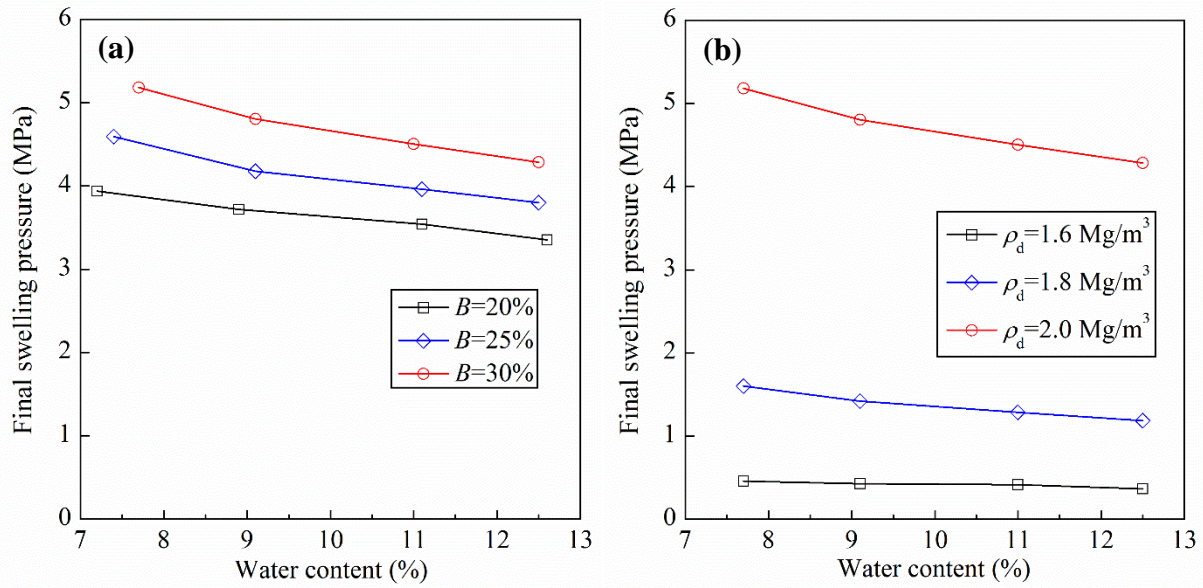 (a)
Final swelling pressure (MPa)
6
5
4
3
2
1
0
B=20%
B=25%
B=30%
7 8 9 10 11 12 13
Water content (%)
(b)
Final swelling pressure (MPa)
6
5
4
3
2
1
0
ρd=1.6 Mg/m³
ρd=1.8 Mg/m³
ρd=2.0 Mg/m³
7 8 9 10 11 12 13
Water content (%)